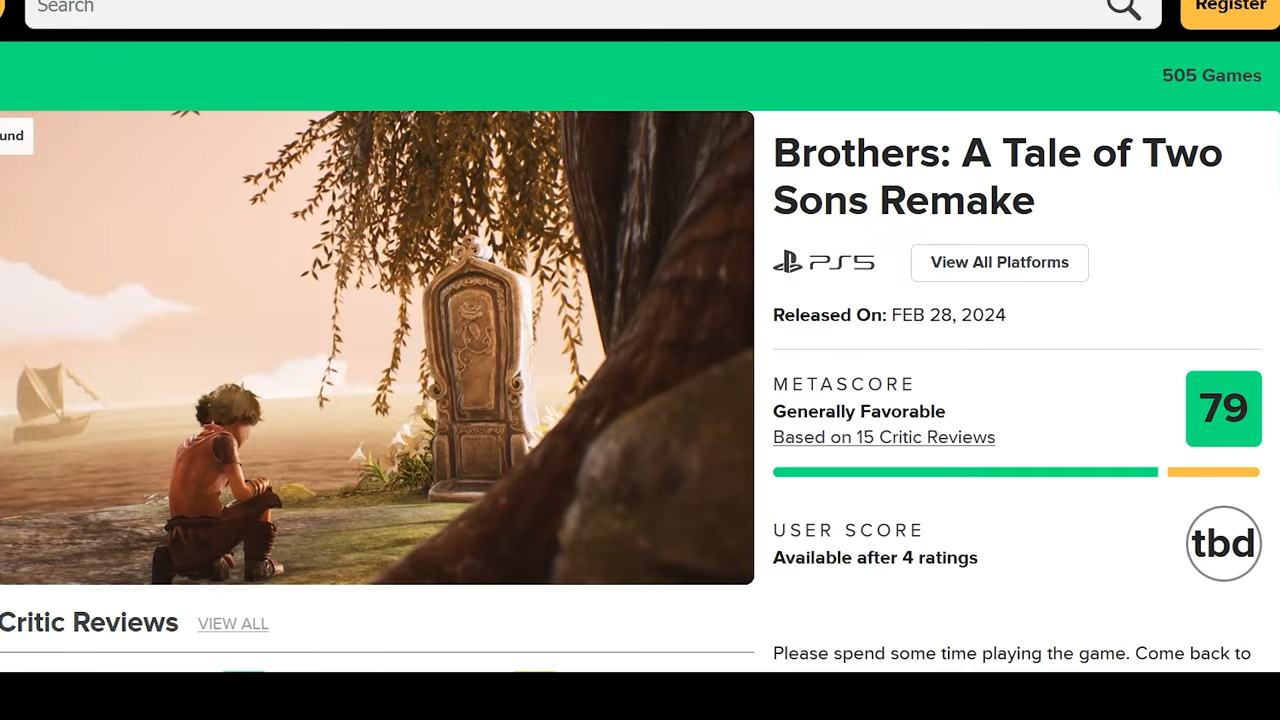 Search
Register
505 Games
und
Brothers: A Tale of Two
Sons Remake
PS5
View All Platforms
Released On: FEB 28, 2024
METASCORE
Generally Favorable
Based on 15 Critic Reviews
79
USER SCORE
Available after 4 ratings
tbd
Critic Reviews VIEW ALL
Please spend some time playing the game. Come back to